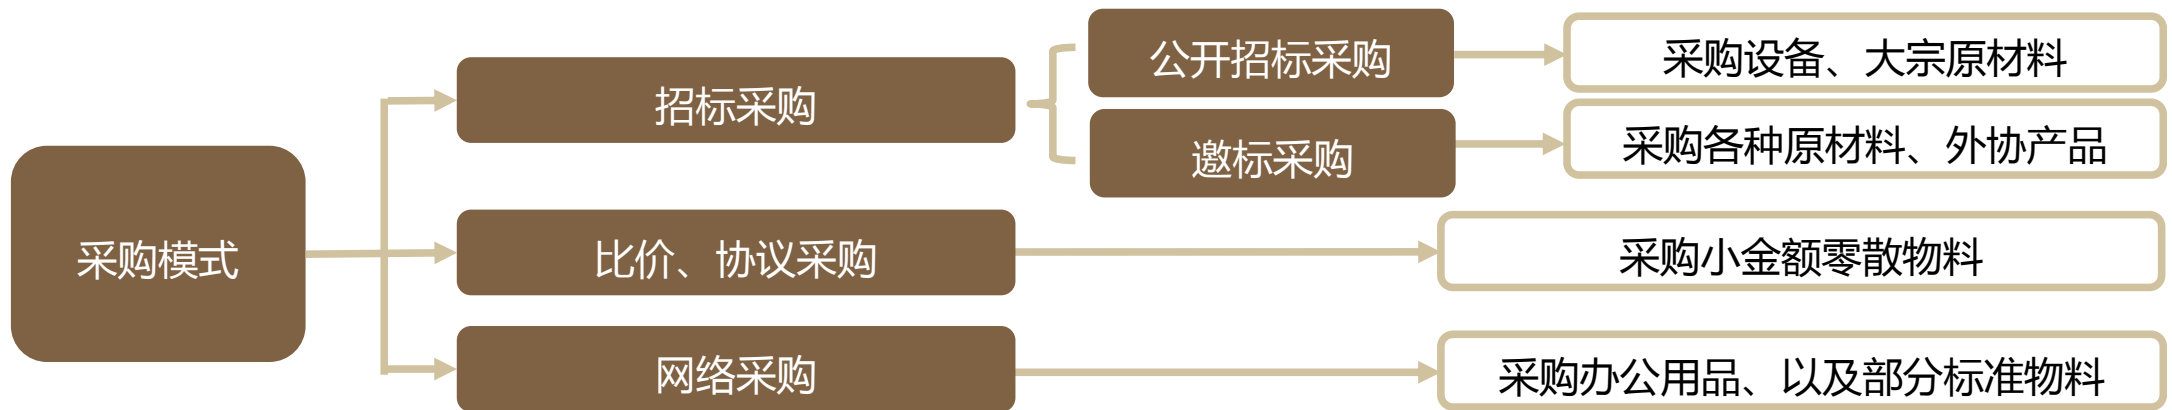 采购模式
招标采购
公开招标采购
采购设备、大宗原材料
邀标采购
采购各种原材料、外协产品
比价、协议采购
采购小金额零散物料
网络采购
采购办公用品、以及部分标准物料